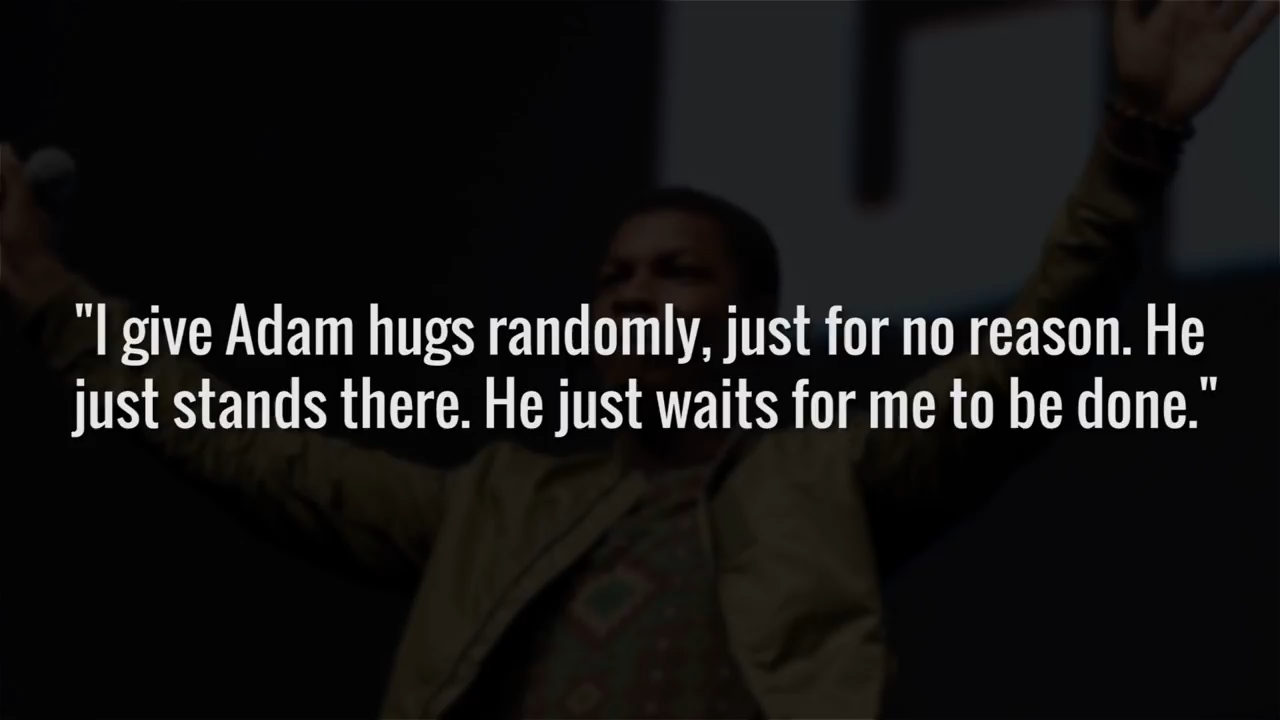 "I give Adam hugs randomly, just for no reason. He
just stands there. He just waits for me to be done."